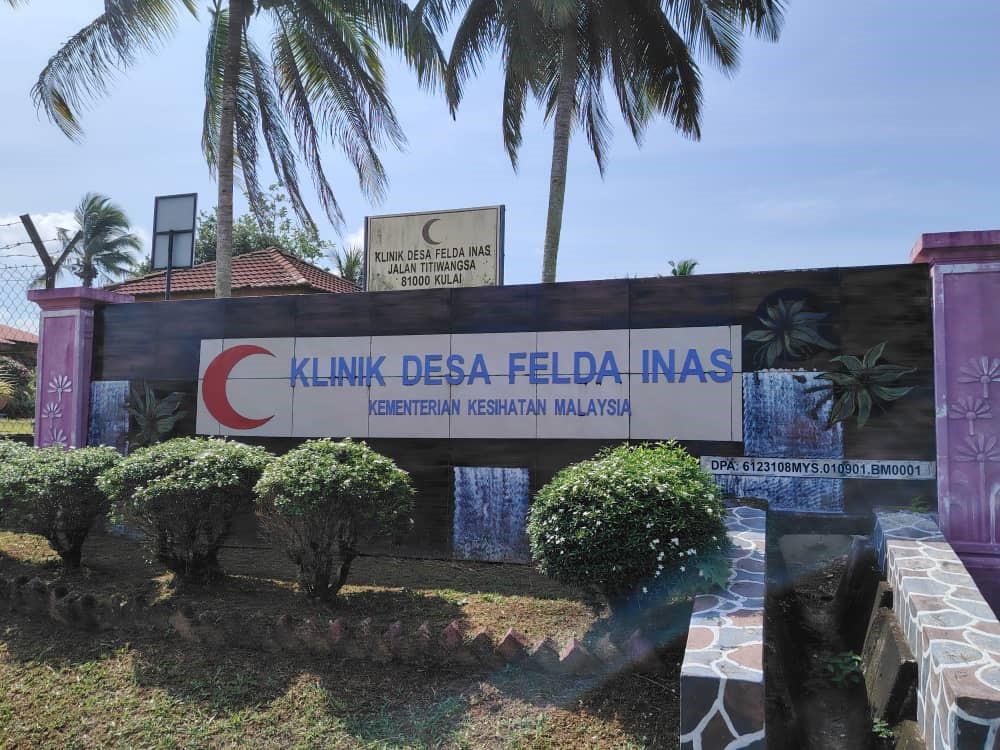 KLINIK DESA FELDA INAS
JALAN TITIWANGSA
81000 KULAI
KLINIK DESA FELDA INAS
KEMENTERIAN KESIHATAN MALAYSIA
DPA: 6123108MYS.010901.BM0001